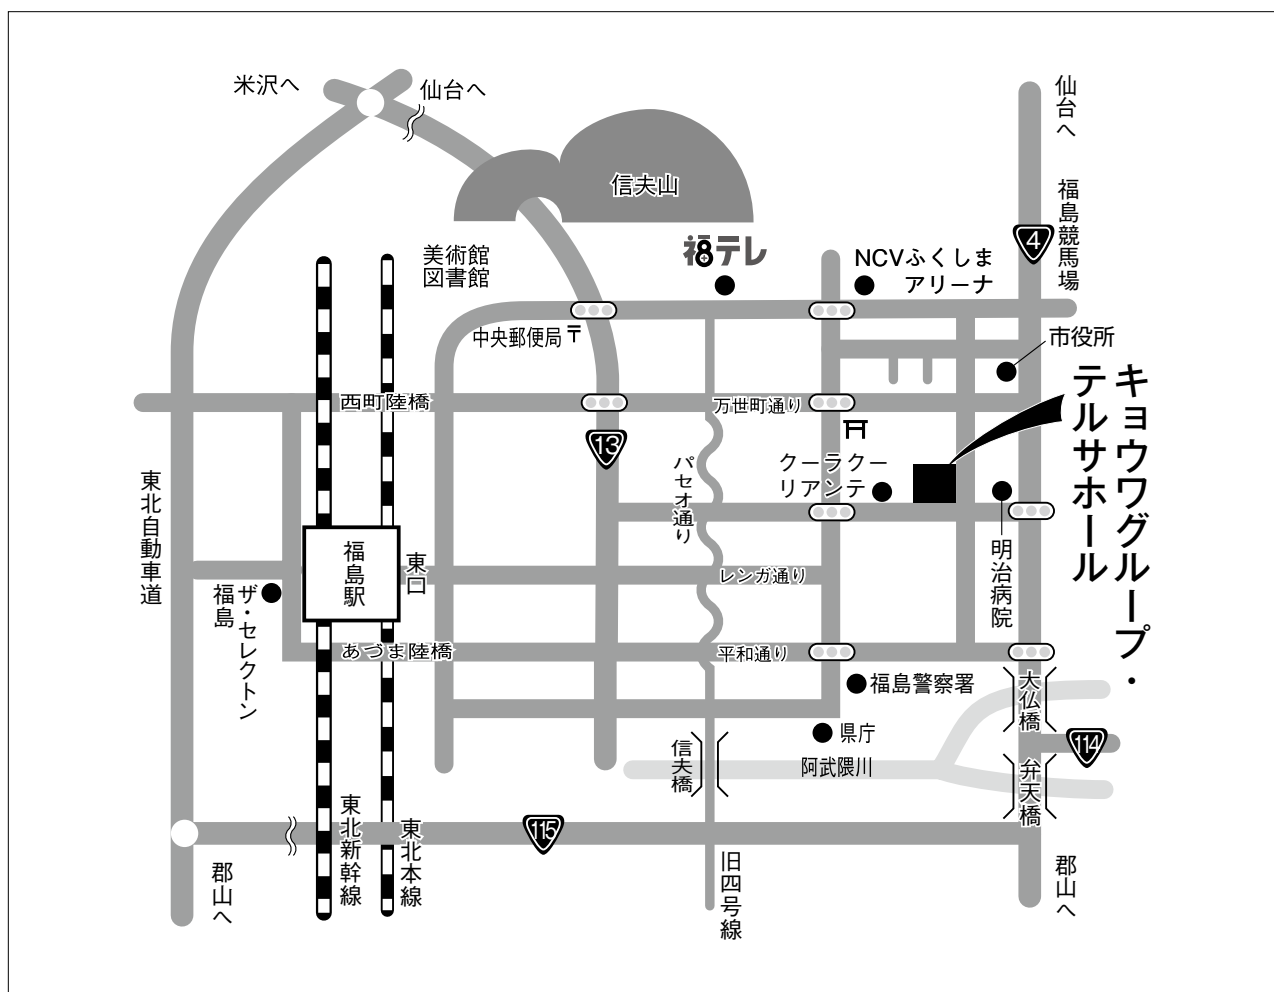 米沢へ
仙台へ
仙台へ
信夫山
福島競馬場
4
美術館
図書館
福テレ
NCVふくしま
アリーナ
中央郵便局〒
市役所
西町陸橋
万世町通り
キョウワグループ・
テルサホール
13
パセオ通り
クーラクー
リアンテ
東北自動車道
福島駅
東口
明治病院
レンガ通り
ザ・セレクトン
福島
あづま陸橋
平和通り
福島警察署
大仏橋
県庁
114
信夫橋
阿武隈川
弁天橋
115
東北新幹線
東北本線
旧四号線
郡山へ
郡山へ